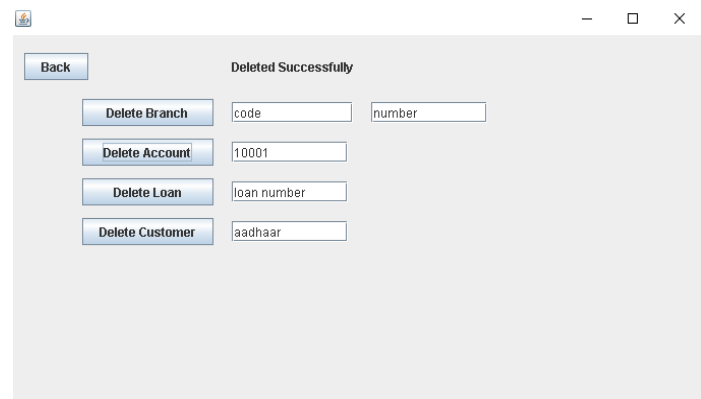 Back Deleted Successfully
Delete Branch code number
Delete Account 10001
Delete Loan loan number
Delete Customer aadhaar